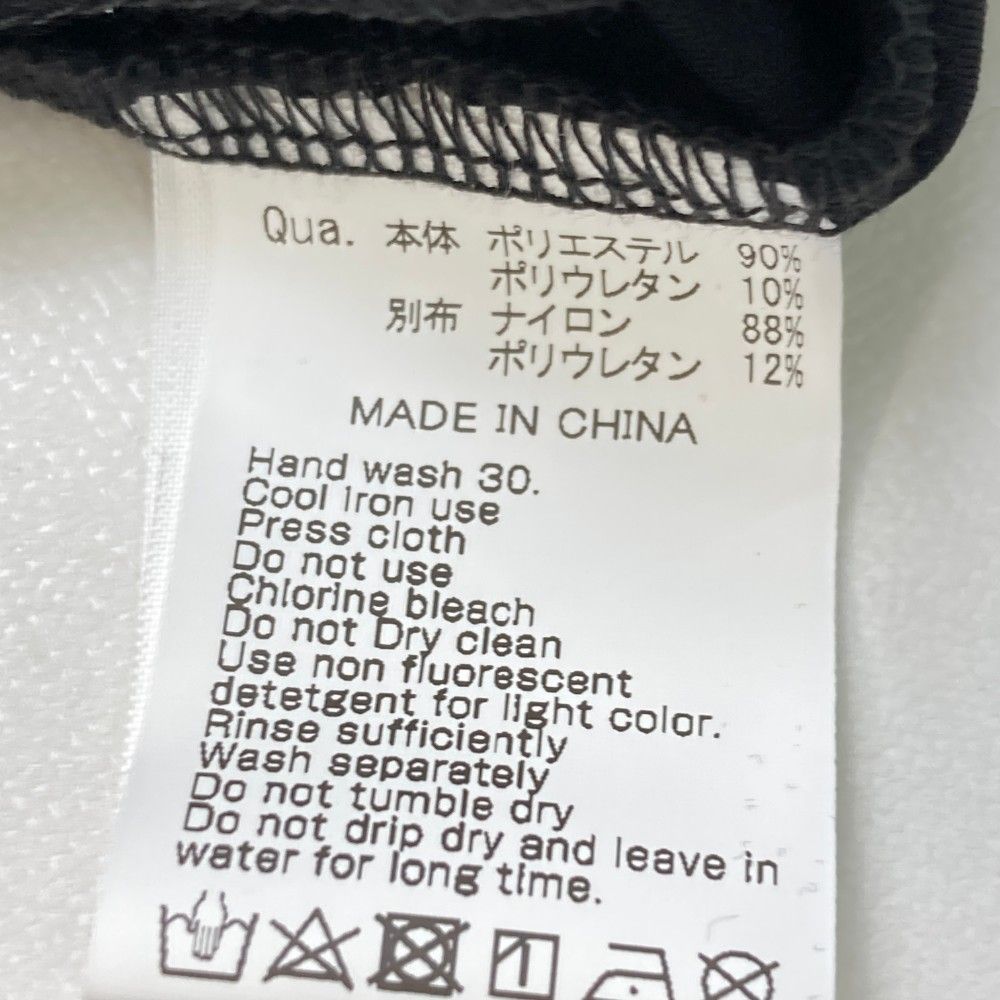 Qua. 本体 ポリエステル 90%
ポリウレタン 10%
別布 ナイロン 88%
ポリウレタン 12%
MADE IN CHINA
Hand wash 30.
Cool iron use
Press cloth
Do not use
Chlorine bleach
Do not Dry clean
Use non fluorescent
detetgent for light color.
Rinse sufficiently
Wash separately
Do not tumble dry
Do not drip dry and leave in
water for long time.